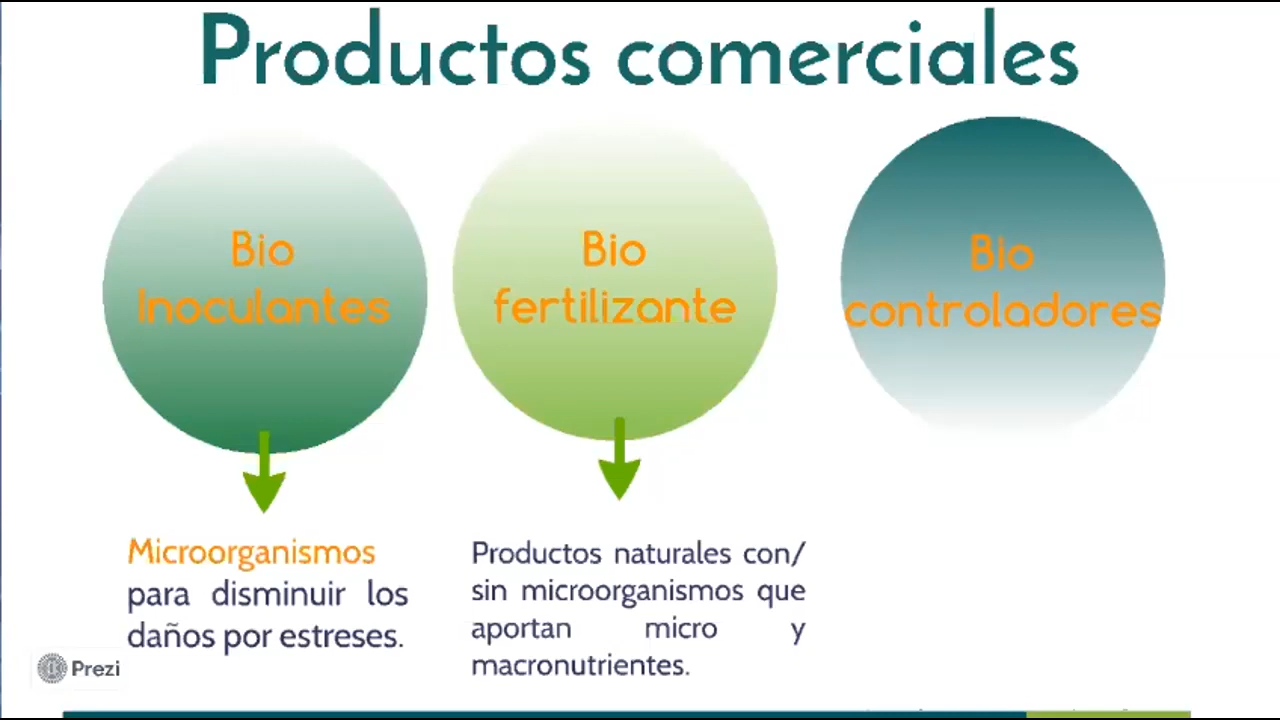 Productos comerciales
Bio
Inoculantes
Bio
fertilizante
Bio
controladores
Microorganismos
para disminuir los
daños por estreses.
Productos naturales con/
sin microorganismos que
aportan micro y
macronutrientes.
Prezi